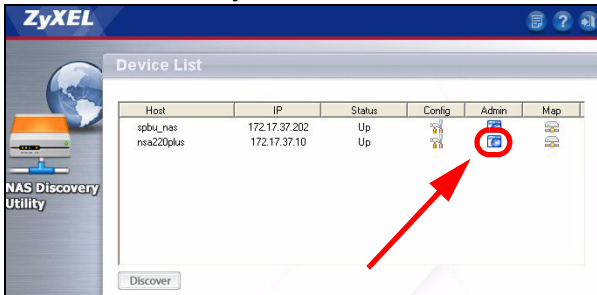 ZyXEL
Device List
Host IP Status Config Admin Map
spbu_nas 172.17.37.202 Up
nsa220plus 172.17.37.10 Up
NAS Discovery
Utility
Discover